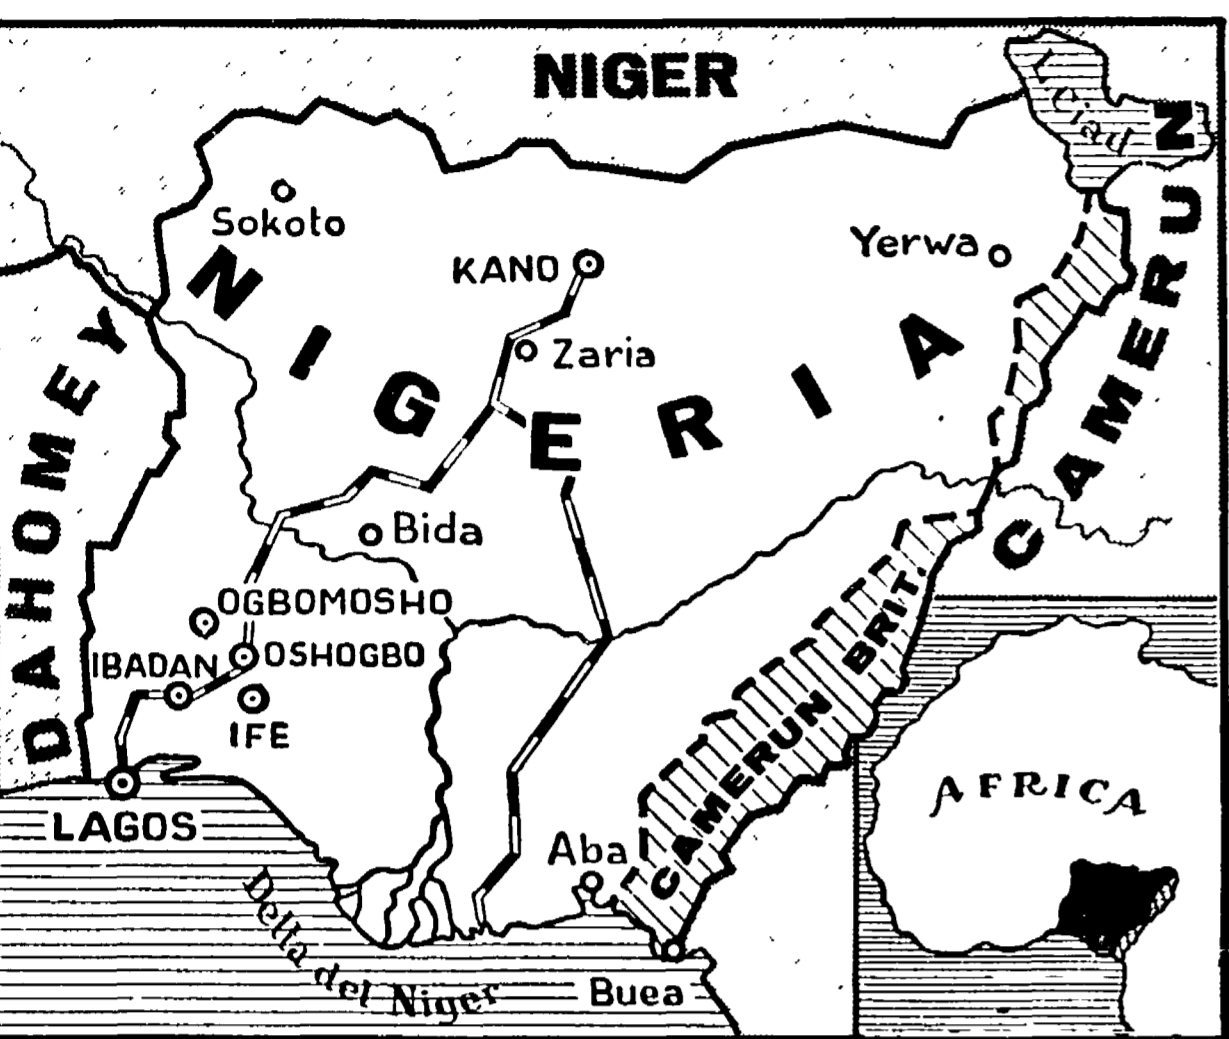 NIGER
L. Ciad
Sokoto
KANO
Yerwa
Zaria
NIGERIA
DAHOMEY
CAMERUN
Bida
OGBOMOSHO
IBADAN
OSHOGBO
IFE
LAGOS
CAMERUN BRIT.
Aba
Buea
Delta del Niger
AFRICA